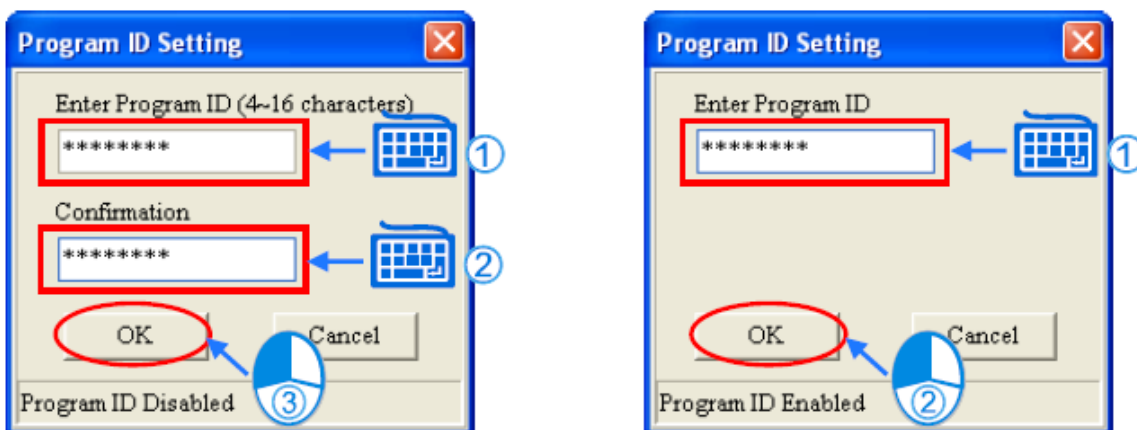 Program ID Setting
Enter Program ID (4~16 characters)
********
①
Confirmation
********
②
OK
Cancel
③
Program ID Disabled
Program ID Setting
Enter Program ID
********
①
OK
Cancel
②
Program ID Enabled